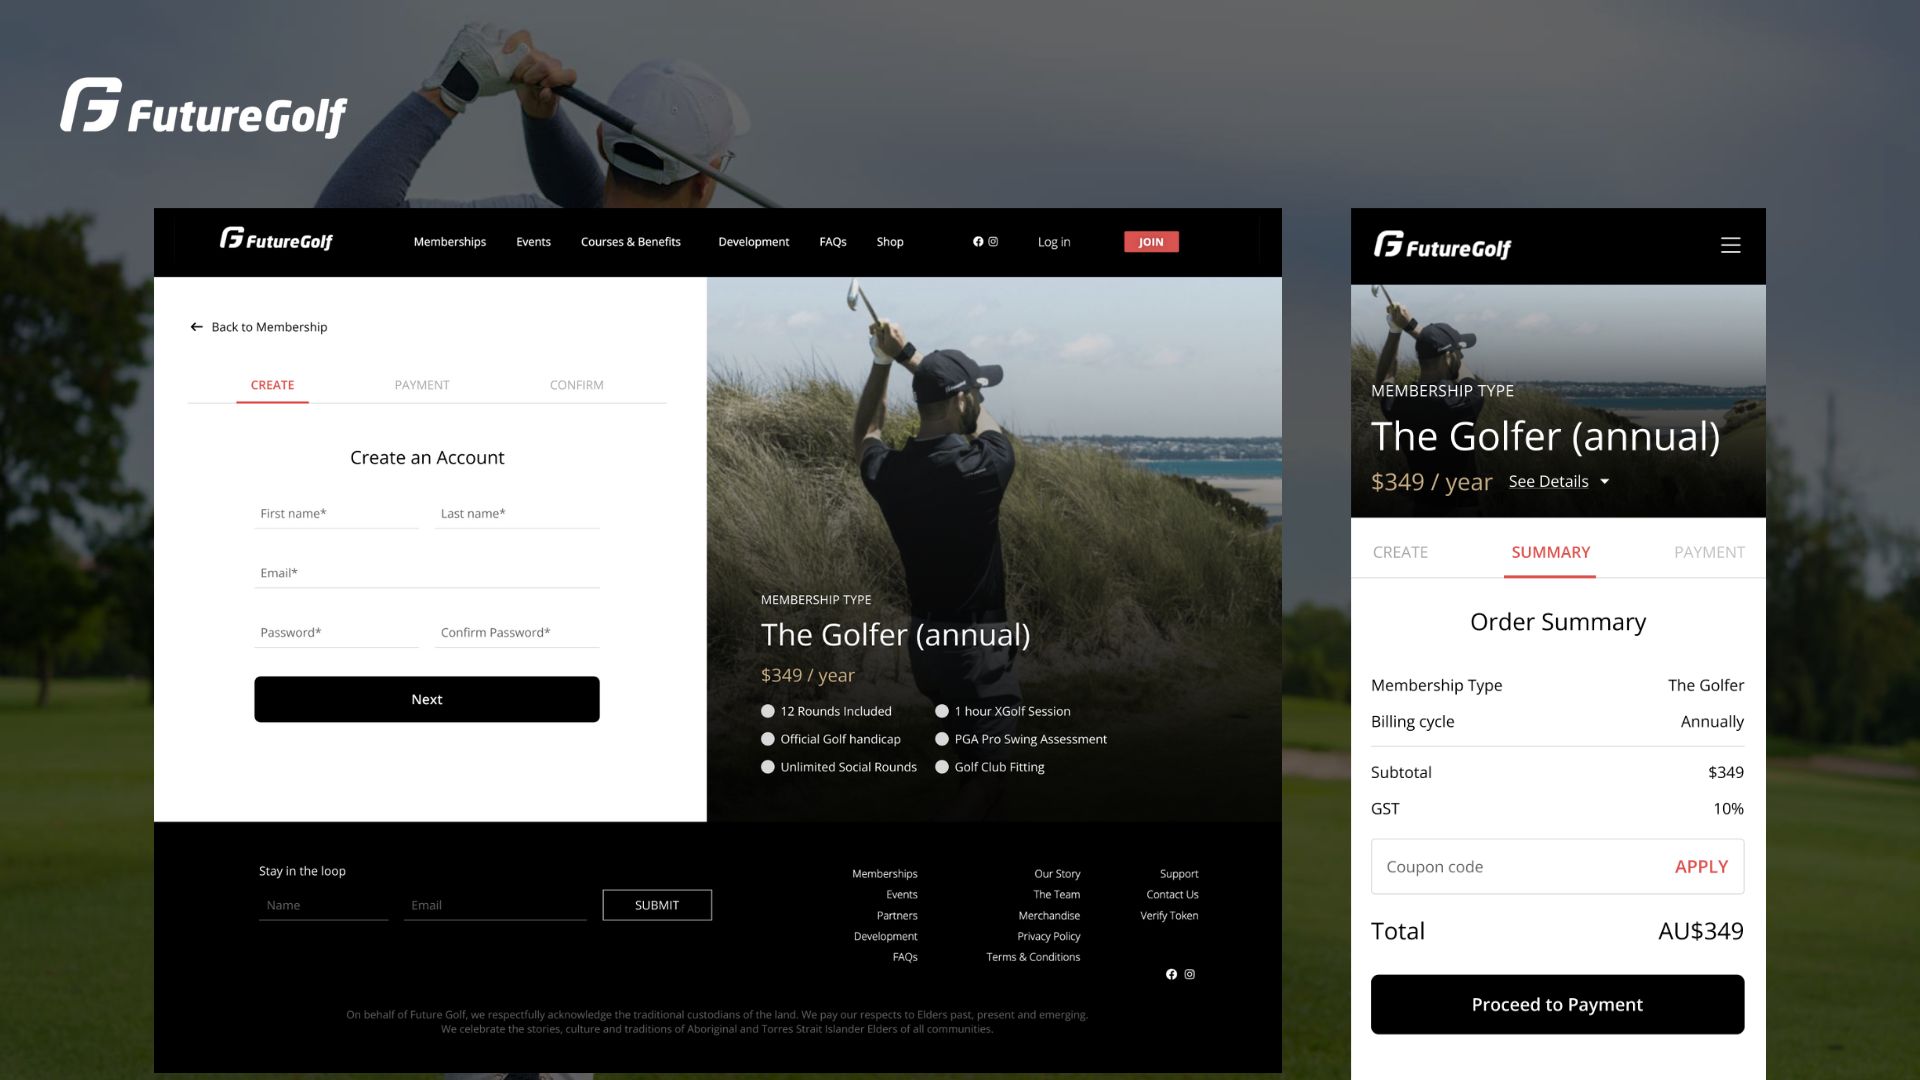 FutureGolf
FutureGolf
Memberships
Events
Courses & Benefits
Development
FAQs
Shop
Log in
JOIN
Back to Membership
CREATE
PAYMENT
CONFIRM
Create an Account
First name*
Last name*
Email*
Password*
Confirm Password*
Next
MEMBERSHIP TYPE
The Golfer (annual)
$349 / year
12 Rounds Included
1 hour XGolf Session
Official Golf handicap
PGA Pro Swing Assessment
Unlimited Social Rounds
Golf Club Fitting
Stay in the loop
Name
Email
SUBMIT
Memberships
Events
Partners
Development
FAQs
Our Story
The Team
Merchandise
Privacy Policy
Terms & Conditions
Support
Contact Us
Verify Token
On behalf of Future Golf, we respectfully acknowledge the traditional custodians of the land. We pay our respects to Elders past, present and emerging.
We celebrate the stories, culture and traditions of Aboriginal and Torres Strait Islander Elders of all communities.
FutureGolf
MEMBERSHIP TYPE
The Golfer (annual)
$349 / year See Details
CREATE
SUMMARY
PAYMENT
Order Summary
Membership Type The Golfer
Billing cycle Annually
Subtotal $349
GST 10%
Coupon code APPLY
Total AU$349
Proceed to Payment